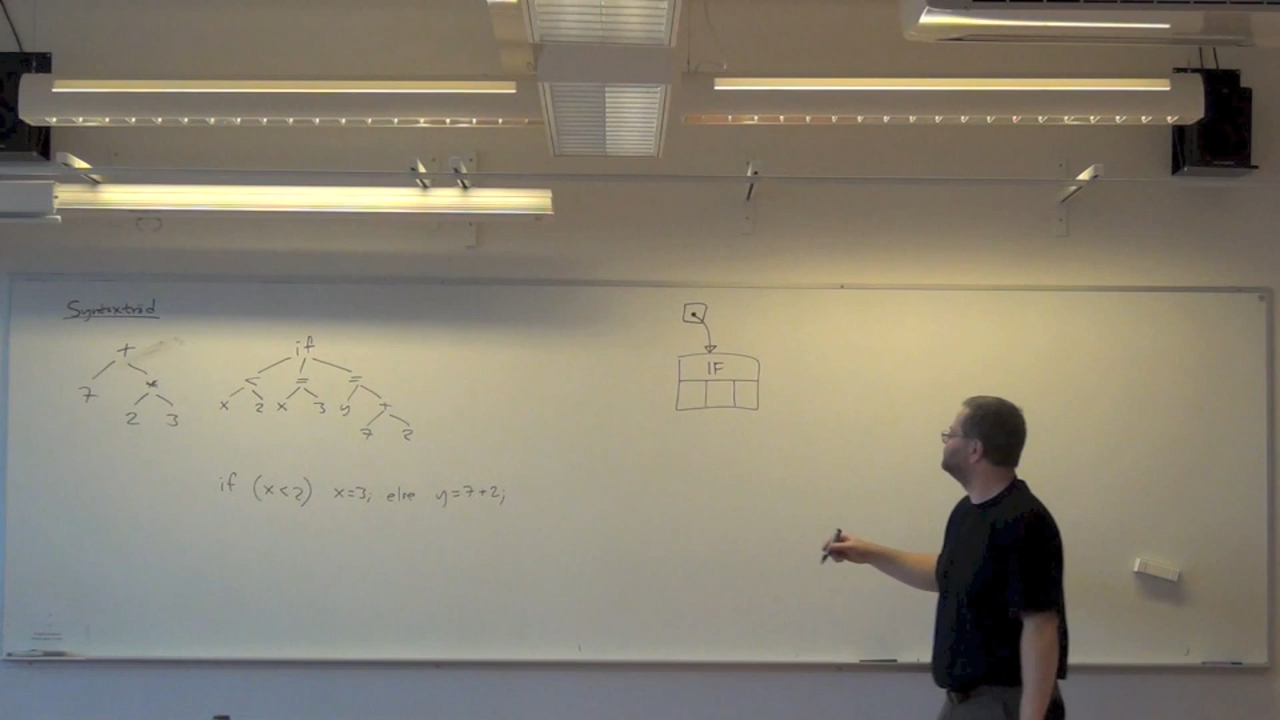 Syntaxträd
+
7 *
2 3
if
< = =
x 2 x 3 y +
7 2
if (x<2) x=3; else y=7+2;
IF